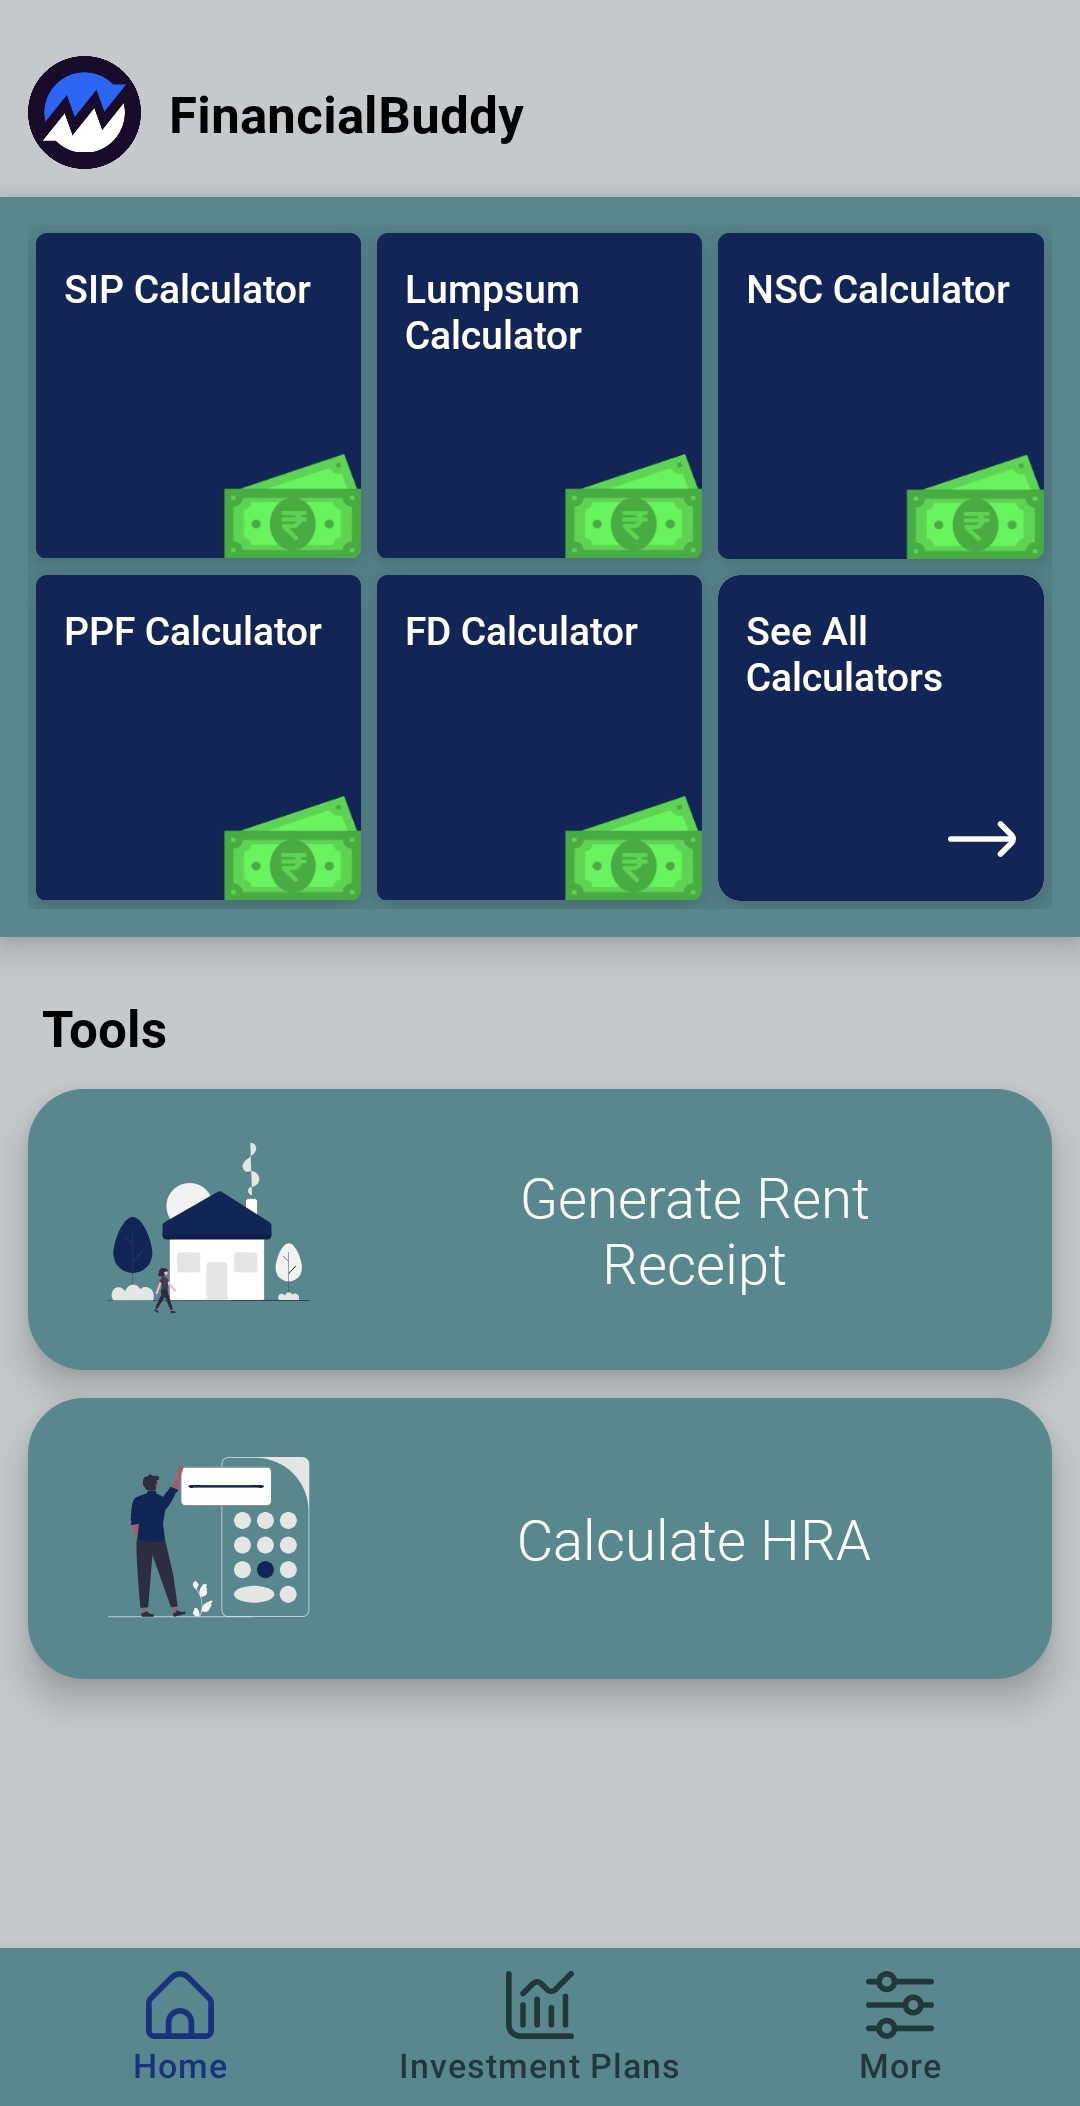 FinancialBuddy
SIP Calculator
Lumpsum
Calculator
NSC Calculator
₹
₹
₹
PPF Calculator
FD Calculator
See All
Calculators
₹
₹
Tools
Generate Rent
Receipt
Calculate HRA
Home
Investment Plans
More